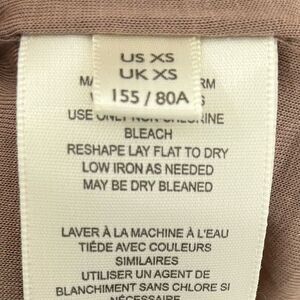 US XS
UK XS
155 / 80A
USE ONLY NON-CHLORINE
BLEACH
RESHAPE LAY FLAT TO DRY
LOW IRON AS NEEDED
MAY BE DRY BLEANED
LAVER À LA MACHINE À L'EAU
TIÉDE AVEC COULEURS
SIMILAIRES
UTILISER UN AGENT DE
BLANCHIMENT SANS CHLORE SI
NÉCESSAIRE